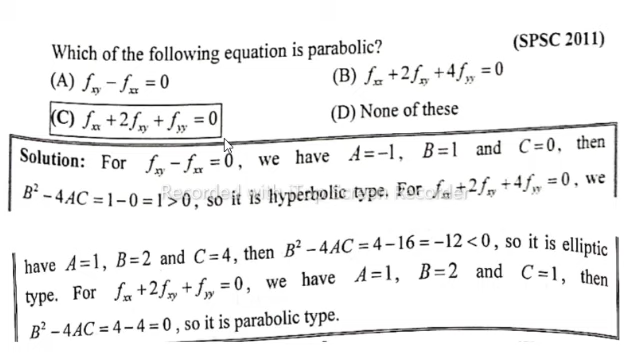 Which of the following equation is parabolic? (SPSC 2011)
(A) f_xy − f_xx = 0 (B) f_xx + 2f_xy + 4f_yy = 0
(C) f_xx + 2f_xy + f_yy = 0 (D) None of these
Solution: For f_xy − f_xx = 0, we have A=−1, B=1 and C=0, then
B² − 4AC = 1−0 = 1 > 0, so it is hyperbolic type. For f_xx + 2f_xy + 4f_yy = 0, we
have A=1, B=2 and C=4, then B² − 4AC = 4−16 = −12 < 0, so it is elliptic
type. For f_xx + 2f_xy + f_yy = 0, we have A=1, B=2 and C=1, then
B² − 4AC = 4−4 = 0, so it is parabolic type.